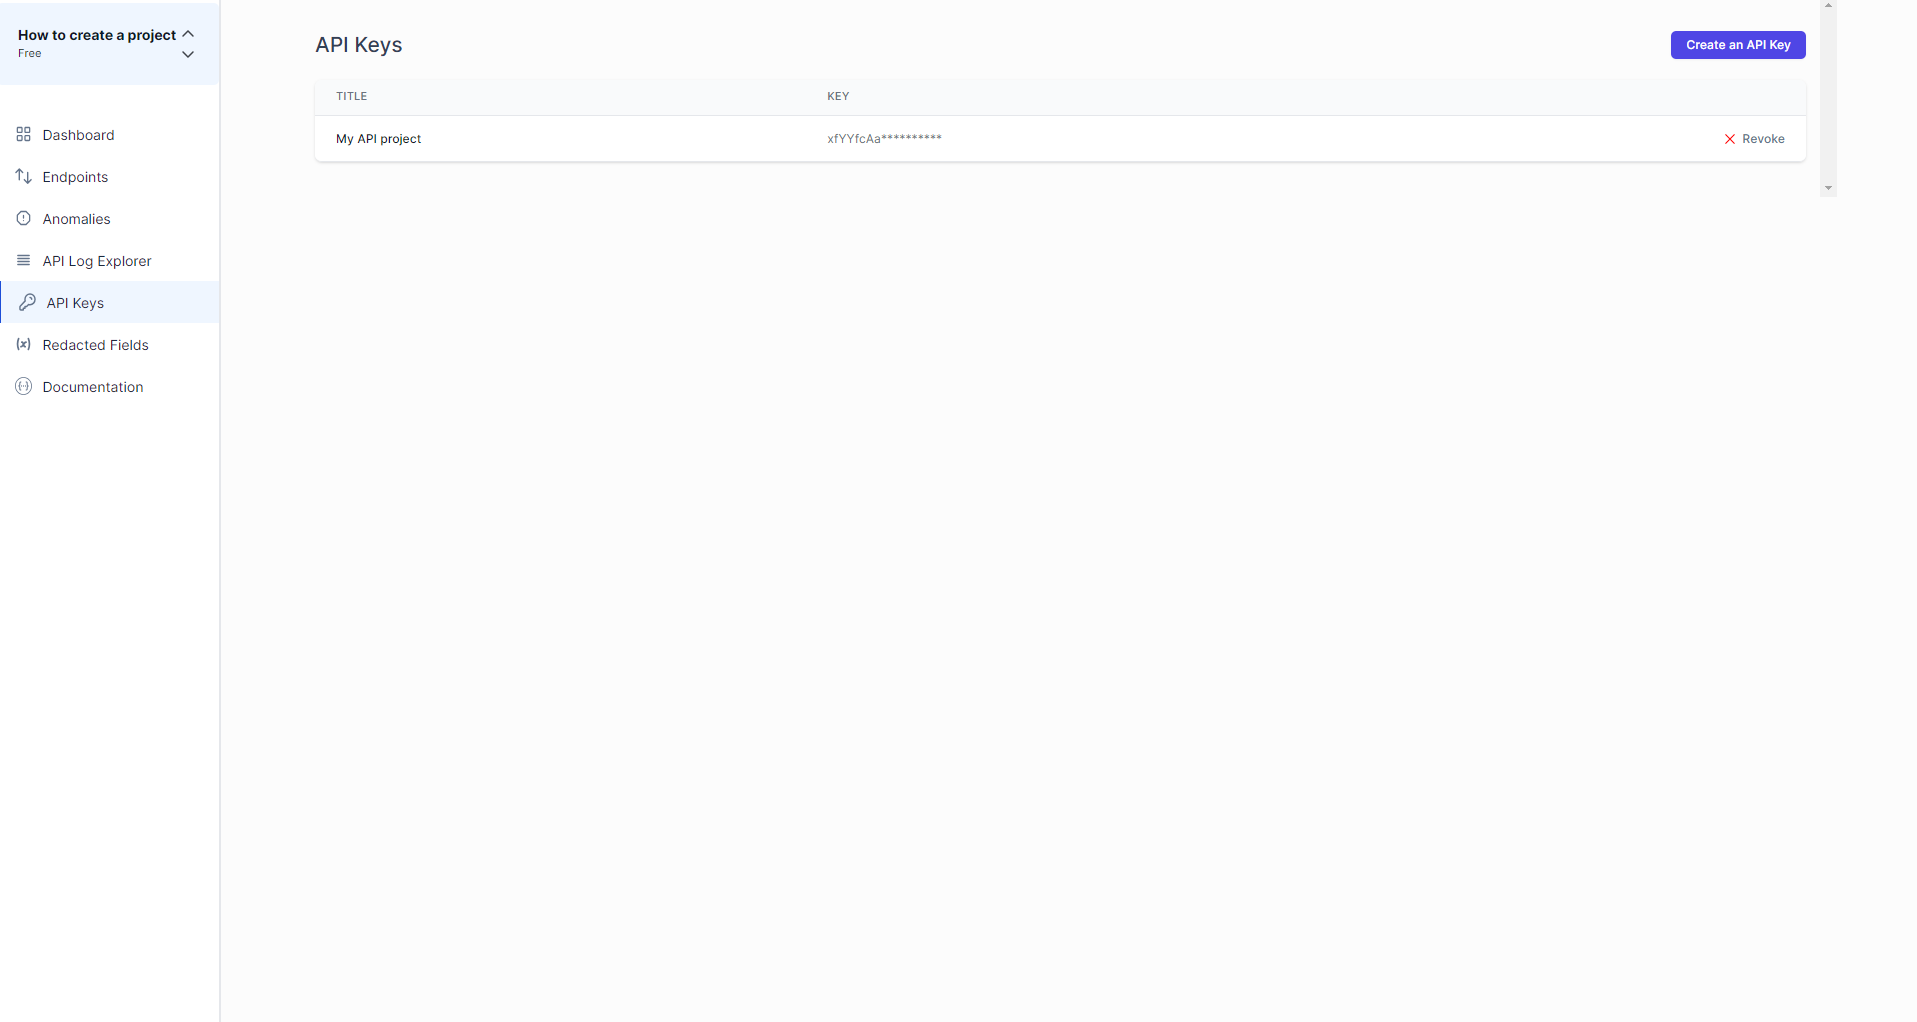 How to create a project
Free
Dashboard
Endpoints
Anomalies
API Log Explorer
API Keys
Redacted Fields
Documentation
API Keys
Create an API Key
TITLE KEY
My API project xfYYfcAa********** Revoke